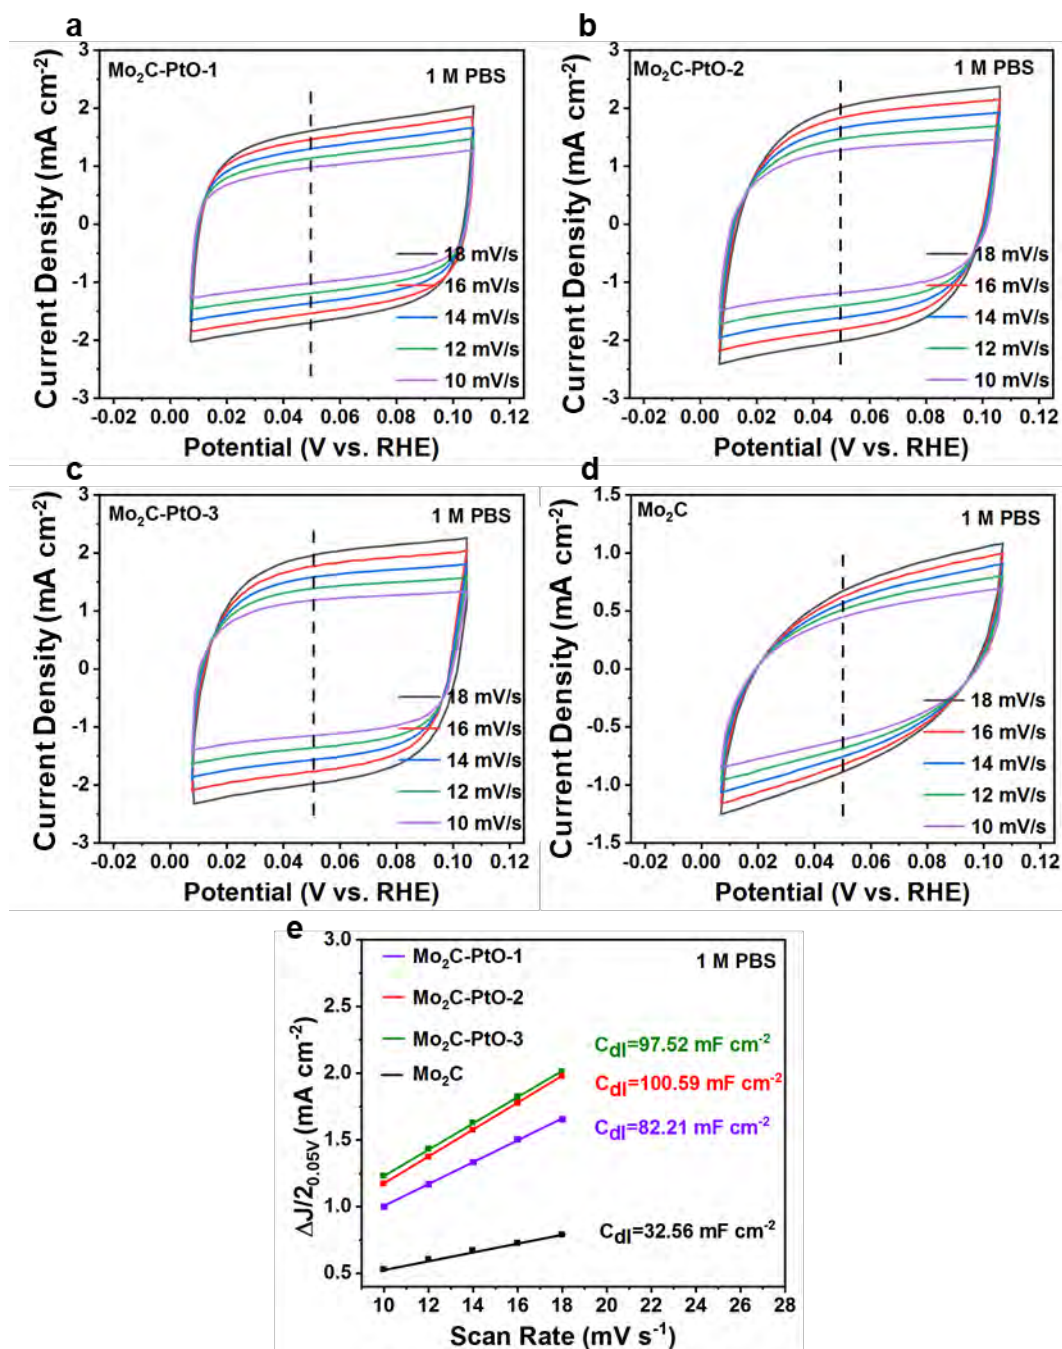 a
Mo₂C-PtO-1
1 M PBS
3
2
1
0
-1
-2
-3
18 mV/s
16 mV/s
14 mV/s
12 mV/s
10 mV/s
-0.02 0.00 0.02 0.04 0.06 0.08 0.10 0.12
Current Density (mA cm⁻²)
Potential (V vs. RHE)
b
Mo₂C-PtO-2
1 M PBS
3
2
1
0
-1
-2
-3
18 mV/s
16 mV/s
14 mV/s
12 mV/s
10 mV/s
-0.02 0.00 0.02 0.04 0.06 0.08 0.10 0.12
Current Density (mA cm⁻²)
Potential (V vs. RHE)
c
Mo₂C-PtO-3
1 M PBS
3
2
1
0
-1
-2
-3
18 mV/s
16 mV/s
14 mV/s
12 mV/s
10 mV/s
-0.02 0.00 0.02 0.04 0.06 0.08 0.10 0.12
Current Density (mA cm⁻²)
Potential (V vs. RHE)
d
Mo₂C
1 M PBS
1.5
1.0
0.5
0.0
-0.5
-1.0
-1.5
18 mV/s
16 mV/s
14 mV/s
12 mV/s
10 mV/s
-0.02 0.00 0.02 0.04 0.06 0.08 0.10 0.12
Current Density (mA cm⁻²)
Potential (V vs. RHE)
e
Mo₂C-PtO-1
Mo₂C-PtO-2
Mo₂C-PtO-3
Mo₂C
1 M PBS
3.0
2.5
2.0
1.5
1.0
0.5
C_dl=97.52 mF cm⁻²
C_dl=100.59 mF cm⁻²
C_dl=82.21 mF cm⁻²
C_dl=32.56 mF cm⁻²
10 12 14 16 18 20 22 24 26 28
ΔJ/2₀.₀₅V (mA cm⁻²)
Scan Rate (mV s⁻¹)